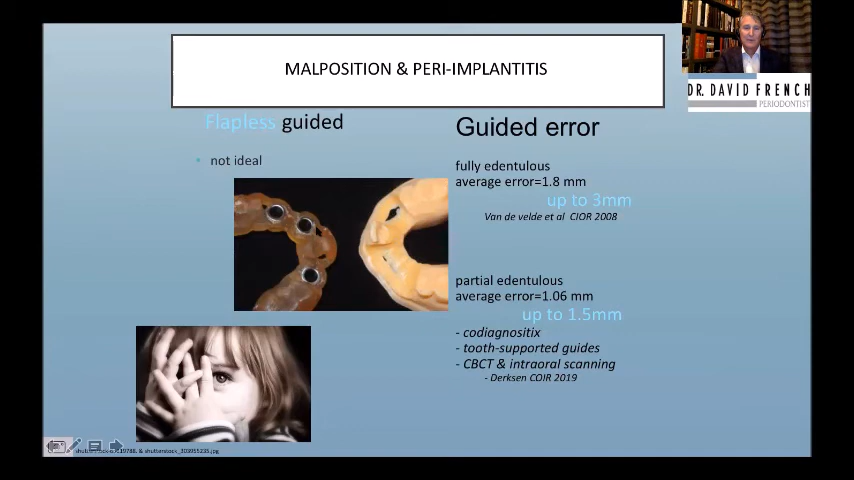 MALPOSITION & PERI-IMPLANTITIS
DR. DAVID FRENCH
PERIODONTIST
Flapless guided
• not ideal
Guided error
fully edentulous
average error=1.8 mm
up to 3mm
Van de velde et al CIOR 2008
partial edentulous
average error=1.06 mm
up to 1.5mm
- codiagnositix
- tooth-supported guides
- CBCT & intraoral scanning
- Derksen COIR 2019
& shutterstock_303955235.jpg